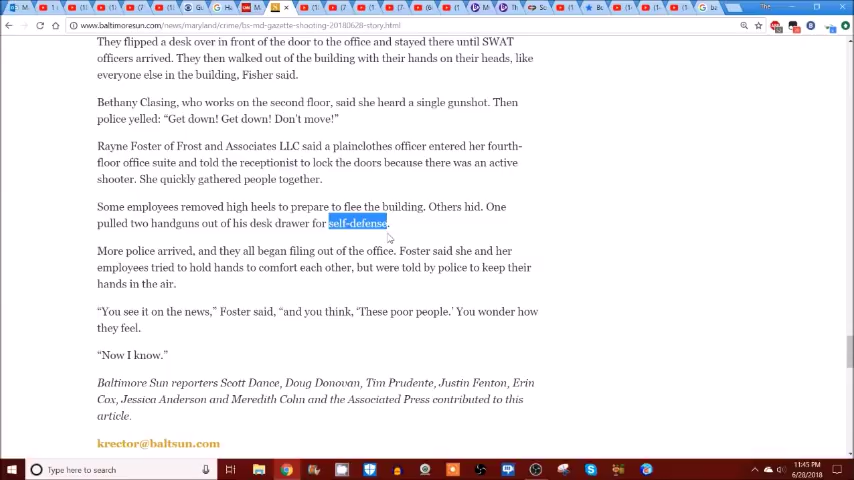 www.baltimoresun.com/news/maryland/crime/bs-md-gazette-shooting-20180628-story.html
They flipped a desk over in front of the door to the office and stayed there until SWAT
officers arrived. They then walked out of the building with their hands on their heads, like
everyone else in the building, Fisher said.
Bethany Clasing, who works on the second floor, said she heard a single gunshot. Then
police yelled: “Get down! Get down! Don’t move!”
Rayne Foster of Frost and Associates LLC said a plainclothes officer entered her fourth-
floor office suite and told the receptionist to lock the doors because there was an active
shooter. She quickly gathered people together.
Some employees removed high heels to prepare to flee the building. Others hid. One
pulled two handguns out of his desk drawer for self-defense.
More police arrived, and they all began filing out of the office. Foster said she and her
employees tried to hold hands to comfort each other, but were told by police to keep their
hands in the air.
“You see it on the news,” Foster said, “and you think, ‘These poor people.’ You wonder how
they feel.
“Now I know.”
Baltimore Sun reporters Scott Dance, Doug Donovan, Tim Prudente, Justin Fenton, Erin
Cox, Jessica Anderson and Meredith Cohn and the Associated Press contributed to this
article.
krector@baltsun.com
Type here to search
11:45 PM
6/28/2018